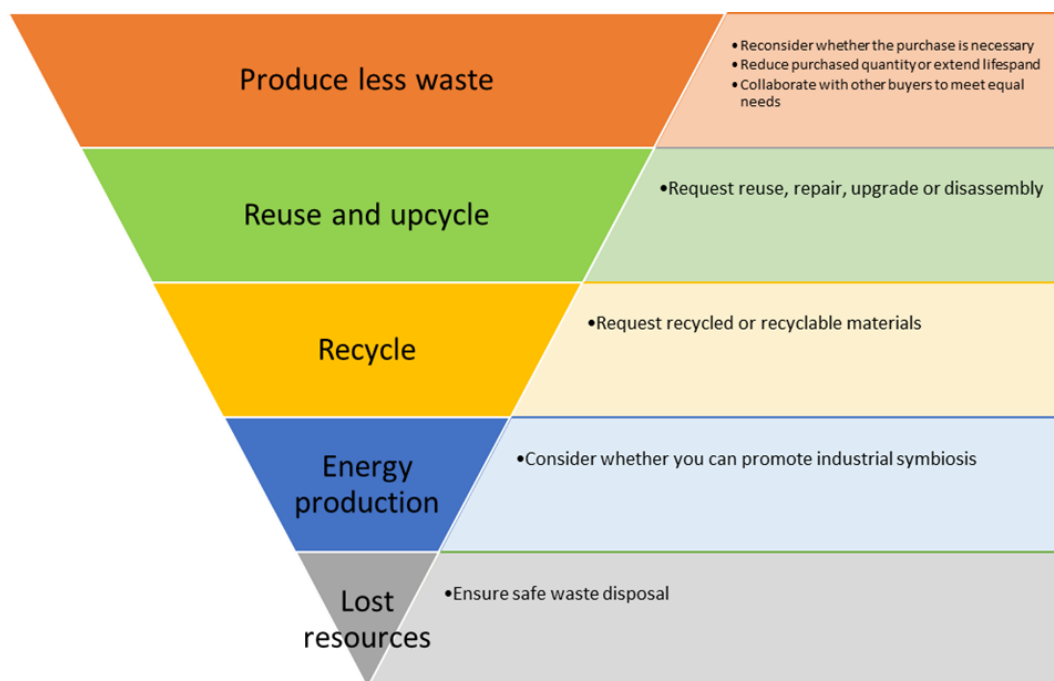 Produce less waste
•Reconsider whether the purchase is necessary
•Reduce purchased quantity or extend lifespand
•Collaborate with other buyers to meet equal
needs
Reuse and upcycle
•Request reuse, repair, upgrade or disassembly
Recycle
•Request recycled or recyclable materials
Energy
production
•Consider whether you can promote industrial symbiosis
Lost
resources
•Ensure safe waste disposal